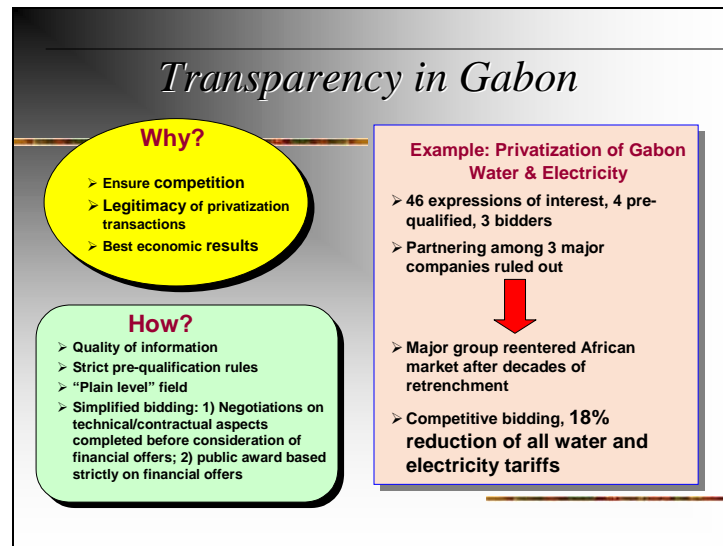 Transparency in Gabon
Why?
➢ Ensure competition
➢ Legitimacy of privatization
transactions
➢ Best economic results
How?
➢ Quality of information
➢ Strict pre-qualification rules
➢ “Plain level” field
➢ Simplified bidding: 1) Negotiations on
technical/contractual aspects
completed before consideration of
financial offers; 2) public award based
strictly on financial offers
Example: Privatization of Gabon
Water & Electricity
➢ 46 expressions of interest, 4 pre-
qualified, 3 bidders
➢ Partnering among 3 major
companies ruled out
➢ Major group reentered African
market after decades of
retrenchment
➢ Competitive bidding, 18%
reduction of all water and
electricity tariffs